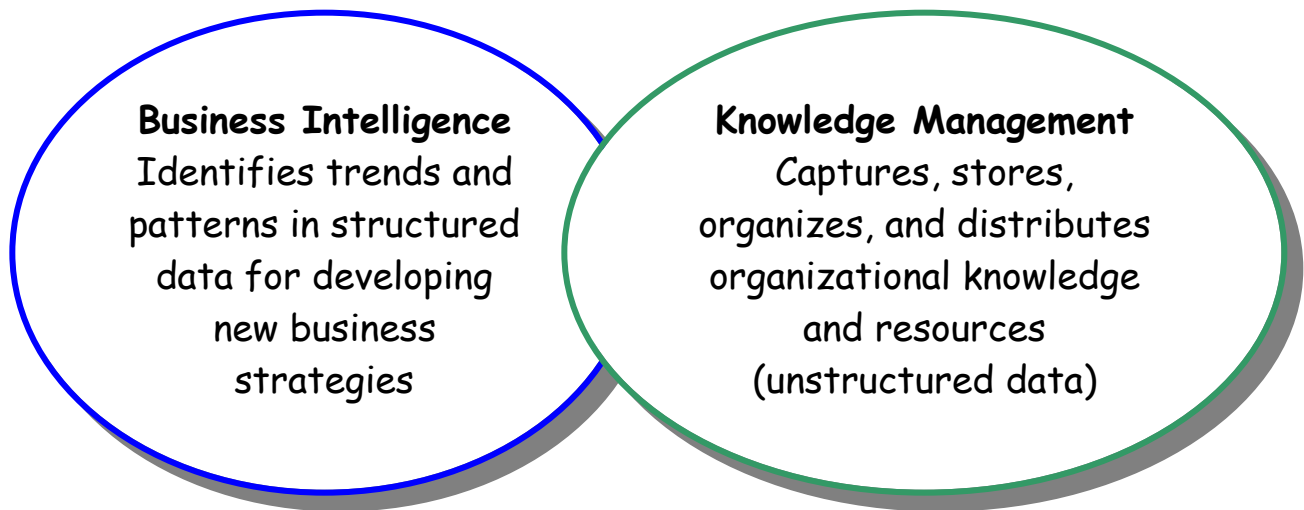 Business Intelligence
Identifies trends and
patterns in structured
data for developing
new business
strategies
Knowledge Management
Captures, stores,
organizes, and distributes
organizational knowledge
and resources
(unstructured data)